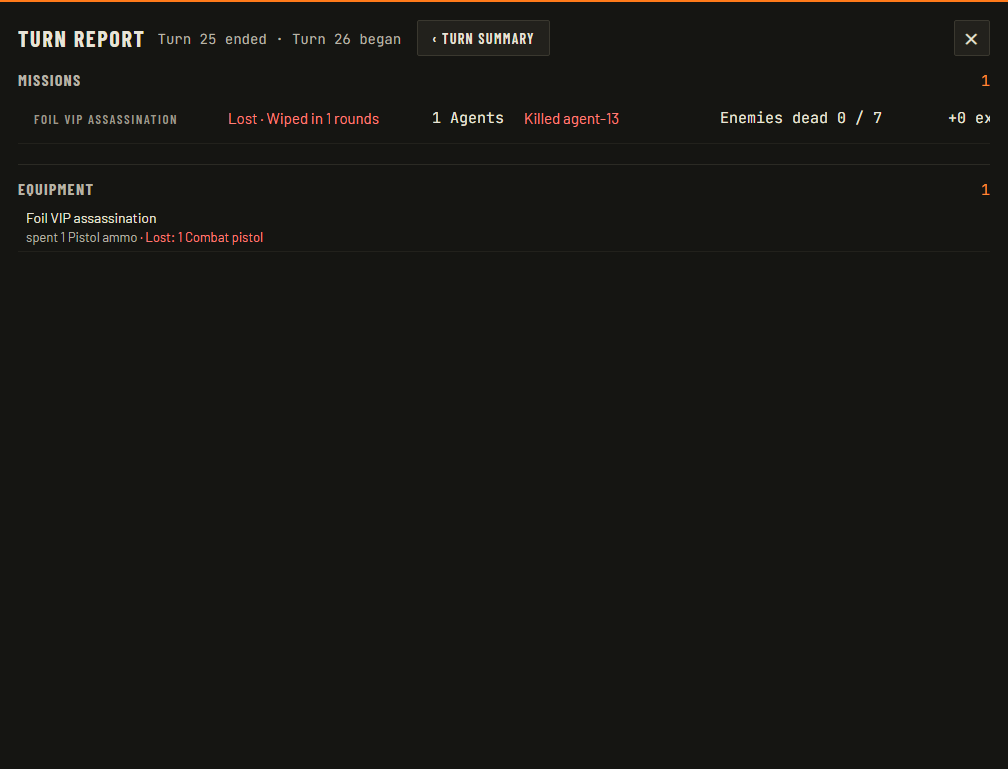 TURN REPORT Turn 25 ended · Turn 26 began ‹ TURN SUMMARY ✕
MISSIONS 1
FOIL VIP ASSASSINATION Lost · Wiped in 1 rounds 1 Agents Killed agent-13 Enemies dead 0 / 7 +0 ex
EQUIPMENT 1
Foil VIP assassination
spent 1 Pistol ammo · Lost: 1 Combat pistol